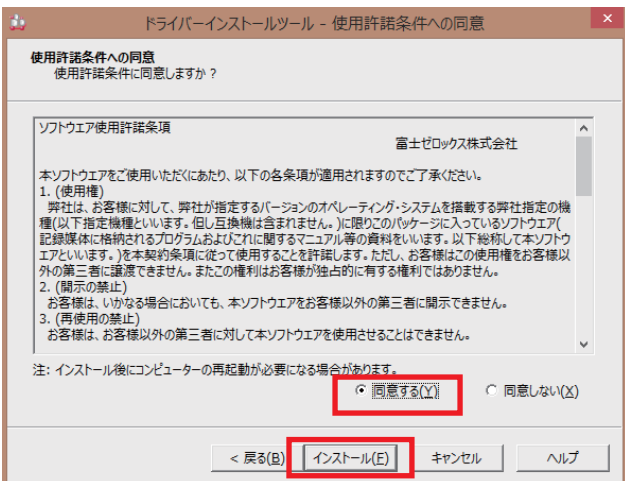 ドライバーインストールツール - 使用許諾条件への同意
使用許諾条件への同意
使用許諾条件に同意しますか？
ソフトウエア使用許諾条項
富士ゼロックス株式会社
本ソフトウエアをご使用いただくにあたり、以下の各条項が適用されますのでご了承ください。
1. (使用権)
弊社は、お客様に対して、弊社が指定するバージョンのオペレーティング・システムを搭載する弊社指定の機
種(以下指定機種といいます。但し互換機は含まれません。)に限りこのパッケージに入っているソフトウエア(
記録媒体に格納されるプログラムおよびこれに関するマニュアル等の資料をいいます。以下総称して本ソフトウ
エアといいます。)を本契約条項に従って使用することを許諾します。ただし、お客様はこの使用権をお客様以
外の第三者に譲渡できません。またこの権利はお客様が独占的に有する権利ではありません。
2. (開示の禁止)
お客様は、いかなる場合においても、本ソフトウエアをお客様以外の第三者に開示できません。
3. (再使用の禁止)
お客様は、お客様以外の第三者に対して本ソフトウエアを使用させることはできません。
注: インストール後にコンピューターの再起動が必要になる場合があります。
同意する(Y) 同意しない(X)
< 戻る(B) インストール(F) キャンセル ヘルプ